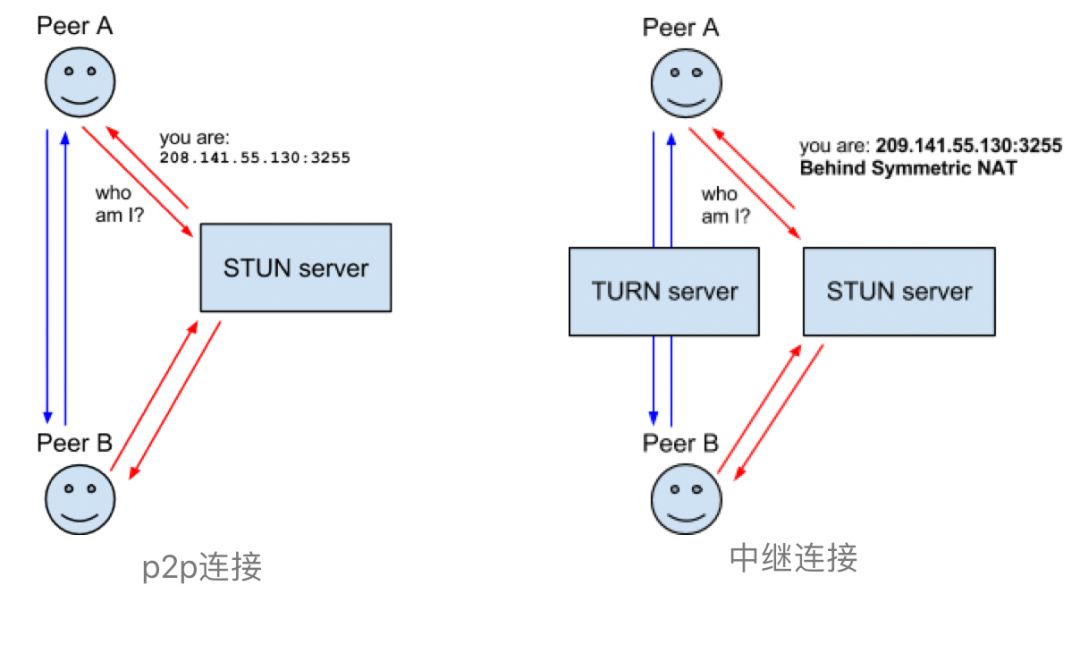 Peer A
you are:
208.141.55.130:3255
who
am I?
STUN server
Peer B
p2p连接
Peer A
you are: 209.141.55.130:3255
Behind Symmetric NAT
who
am I?
TURN server
STUN server
Peer B
中继连接